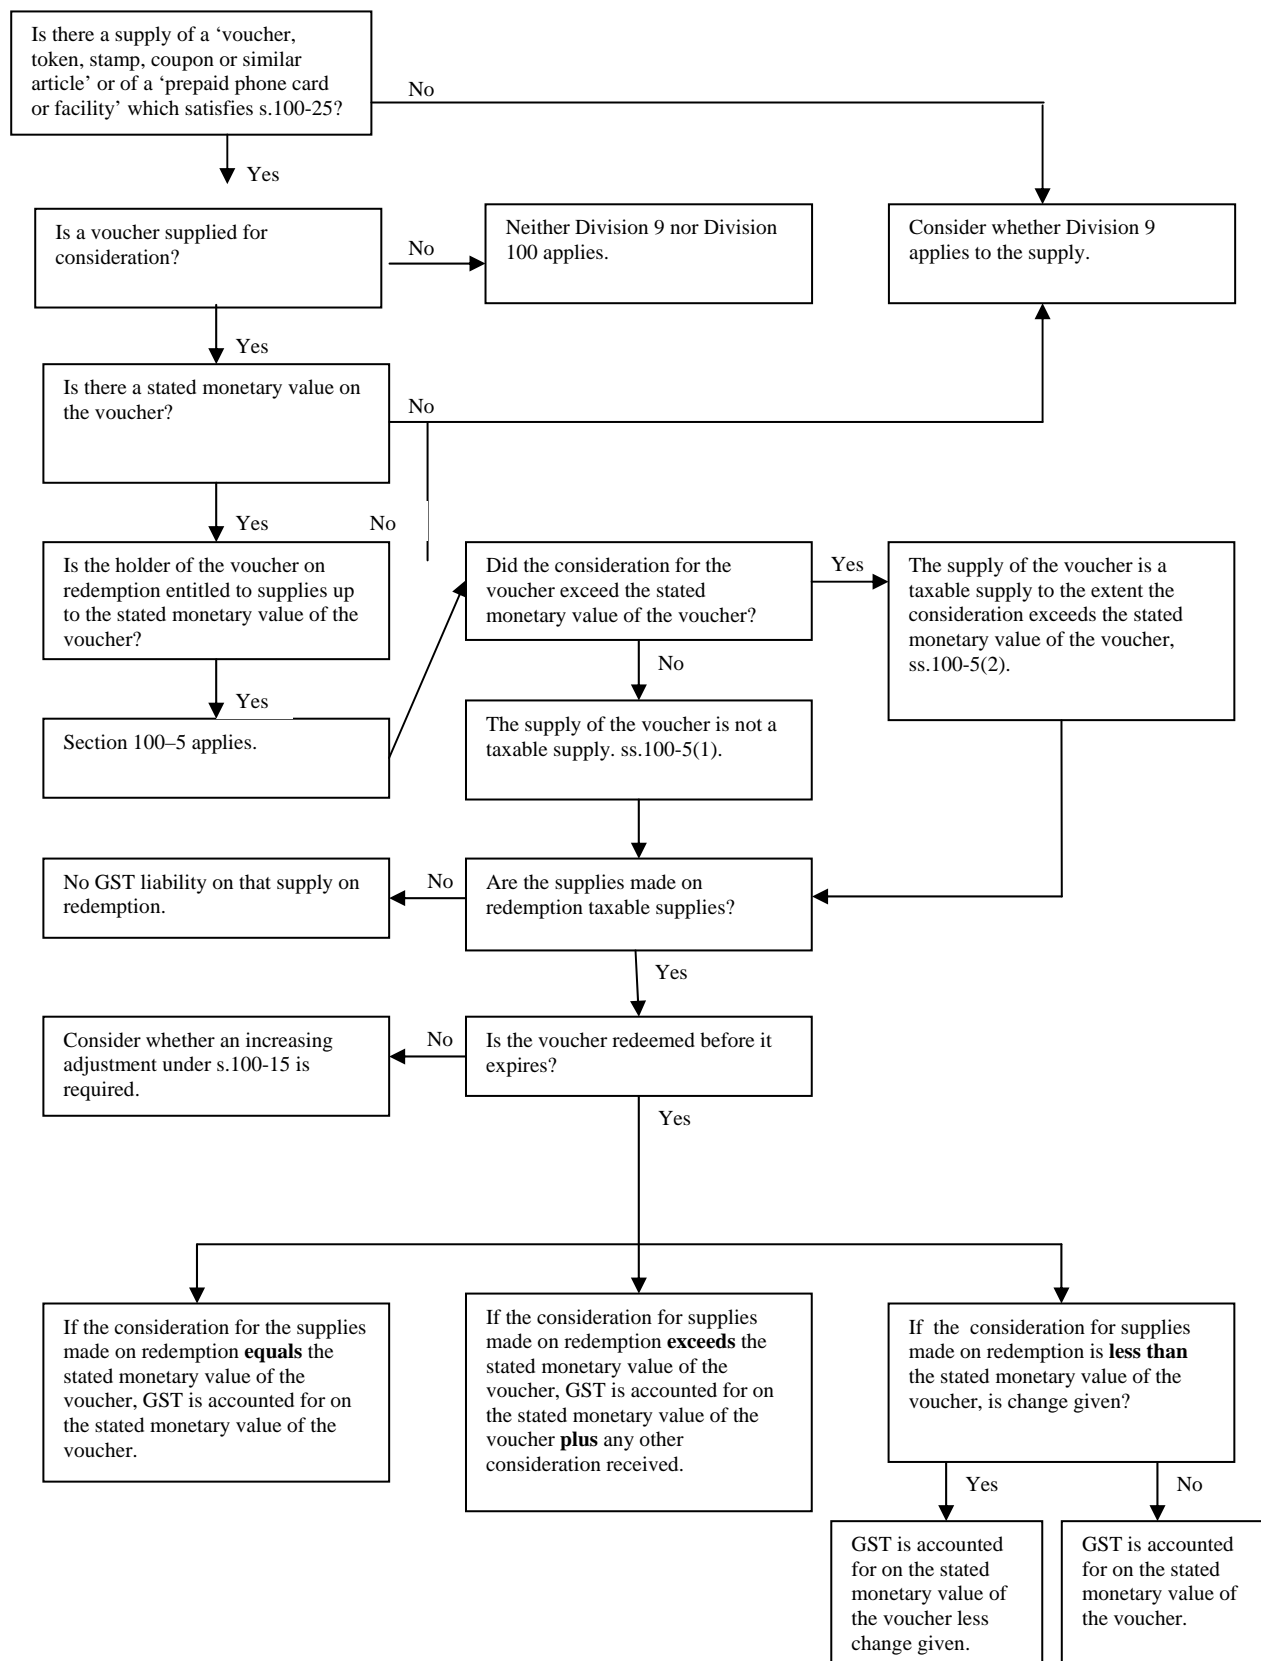 Is there a supply of a ‘voucher,
token, stamp, coupon or similar
article’ or of a ‘prepaid phone card
or facility’ which satisfies s.100-25?
No
Yes
Is a voucher supplied for
consideration?
No
Neither Division 9 nor Division
100 applies.
Consider whether Division 9
applies to the supply.
Yes
Is there a stated monetary value on
the voucher?
No
Yes
No
Is the holder of the voucher on
redemption entitled to supplies up
to the stated monetary value of the
voucher?
Did the consideration for the
voucher exceed the stated
monetary value of the voucher?
Yes
The supply of the voucher is a
taxable supply to the extent the
consideration exceeds the stated
monetary value of the voucher,
ss.100-5(2).
No
Yes
Section 100–5 applies.
The supply of the voucher is not a
taxable supply. ss.100-5(1).
No GST liability on that supply on
redemption.
No
Are the supplies made on
redemption taxable supplies?
Yes
Consider whether an increasing
adjustment under s.100-15 is
required.
No
Is the voucher redeemed before it
expires?
Yes
If the consideration for the supplies
made on redemption equals the
stated monetary value of the
voucher, GST is accounted for on
the stated monetary value of the
voucher.
If the consideration for supplies
made on redemption exceeds the
stated monetary value of the
voucher, GST is accounted for on
the stated monetary value of the
voucher plus any other
consideration received.
If  the  consideration for supplies
made on redemption is less than
the stated monetary value of the
voucher, is change given?
Yes
No
GST is accounted
for on the stated
monetary value of
the voucher less
change given.
GST is accounted
for on the stated
monetary value of
the voucher.